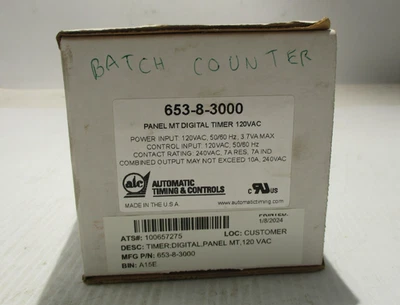 BATCH COUNTER
653-8-3000
PANEL MT DIGITAL TIMER 120VAC
POWER INPUT: 120VAC, 50/60 Hz, 3.7VA MAX
CONTROL INPUT: 120VAC, 50/60 Hz
CONTACT RATING: 240VAC, 7A RES, 7A IND
COMBINED OUTPUT MAY NOT EXCEED 10A, 240VAC
atc AUTOMATIC TIMING & CONTROLS
C US
MADE IN THE U.S.A.
www.automatictiming.com
PRINTED:
1/8/2024
ATS#: 100657275 LOC: CUSTOMER
DESC: TIMER,DIGITAL,PANEL MT,120 VAC
MFG P/N: 653-8-3000
BIN: A15E